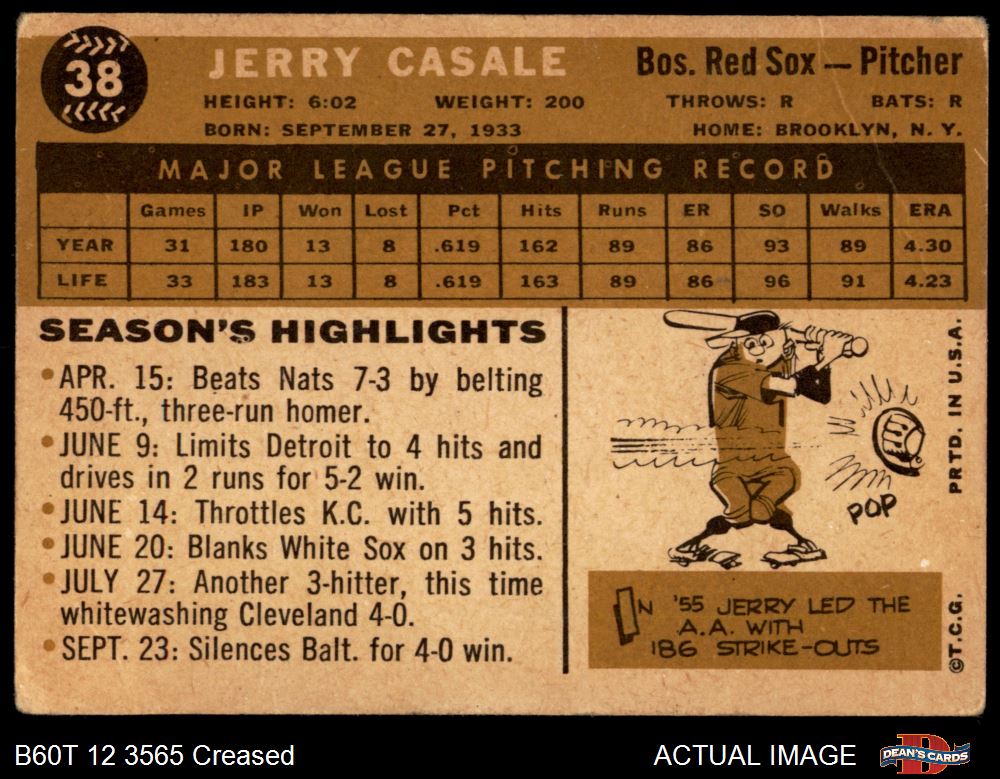 38
JERRY CASALE
Bos. Red Sox — Pitcher
HEIGHT: 6:02 WEIGHT: 200 THROWS: R BATS: R
BORN: SEPTEMBER 27, 1933 HOME: BROOKLYN, N. Y.
MAJOR LEAGUE PITCHING RECORD
Games IP Won Lost Pct Hits Runs ER SO Walks ERA
YEAR 31 180 13 8 .619 162 89 86 93 89 4.30
LIFE 33 183 13 8 .619 163 89 86 96 91 4.23
SEASON'S HIGHLIGHTS
• APR. 15: Beats Nats 7-3 by belting
450-ft., three-run homer.
• JUNE 9: Limits Detroit to 4 hits and
drives in 2 runs for 5-2 win.
• JUNE 14: Throttles K.C. with 5 hits.
• JUNE 20: Blanks White Sox on 3 hits.
• JULY 27: Another 3-hitter, this time
whitewashing Cleveland 4-0.
• SEPT. 23: Silences Balt. for 4-0 win.
POP
IN '55 JERRY LED THE
A.A. WITH
186 STRIKE-OUTS
©T.C.G. PRTD. IN U.S.A.
B60T 12 3565 Creased
ACTUAL IMAGE
DEAN'S CARDS